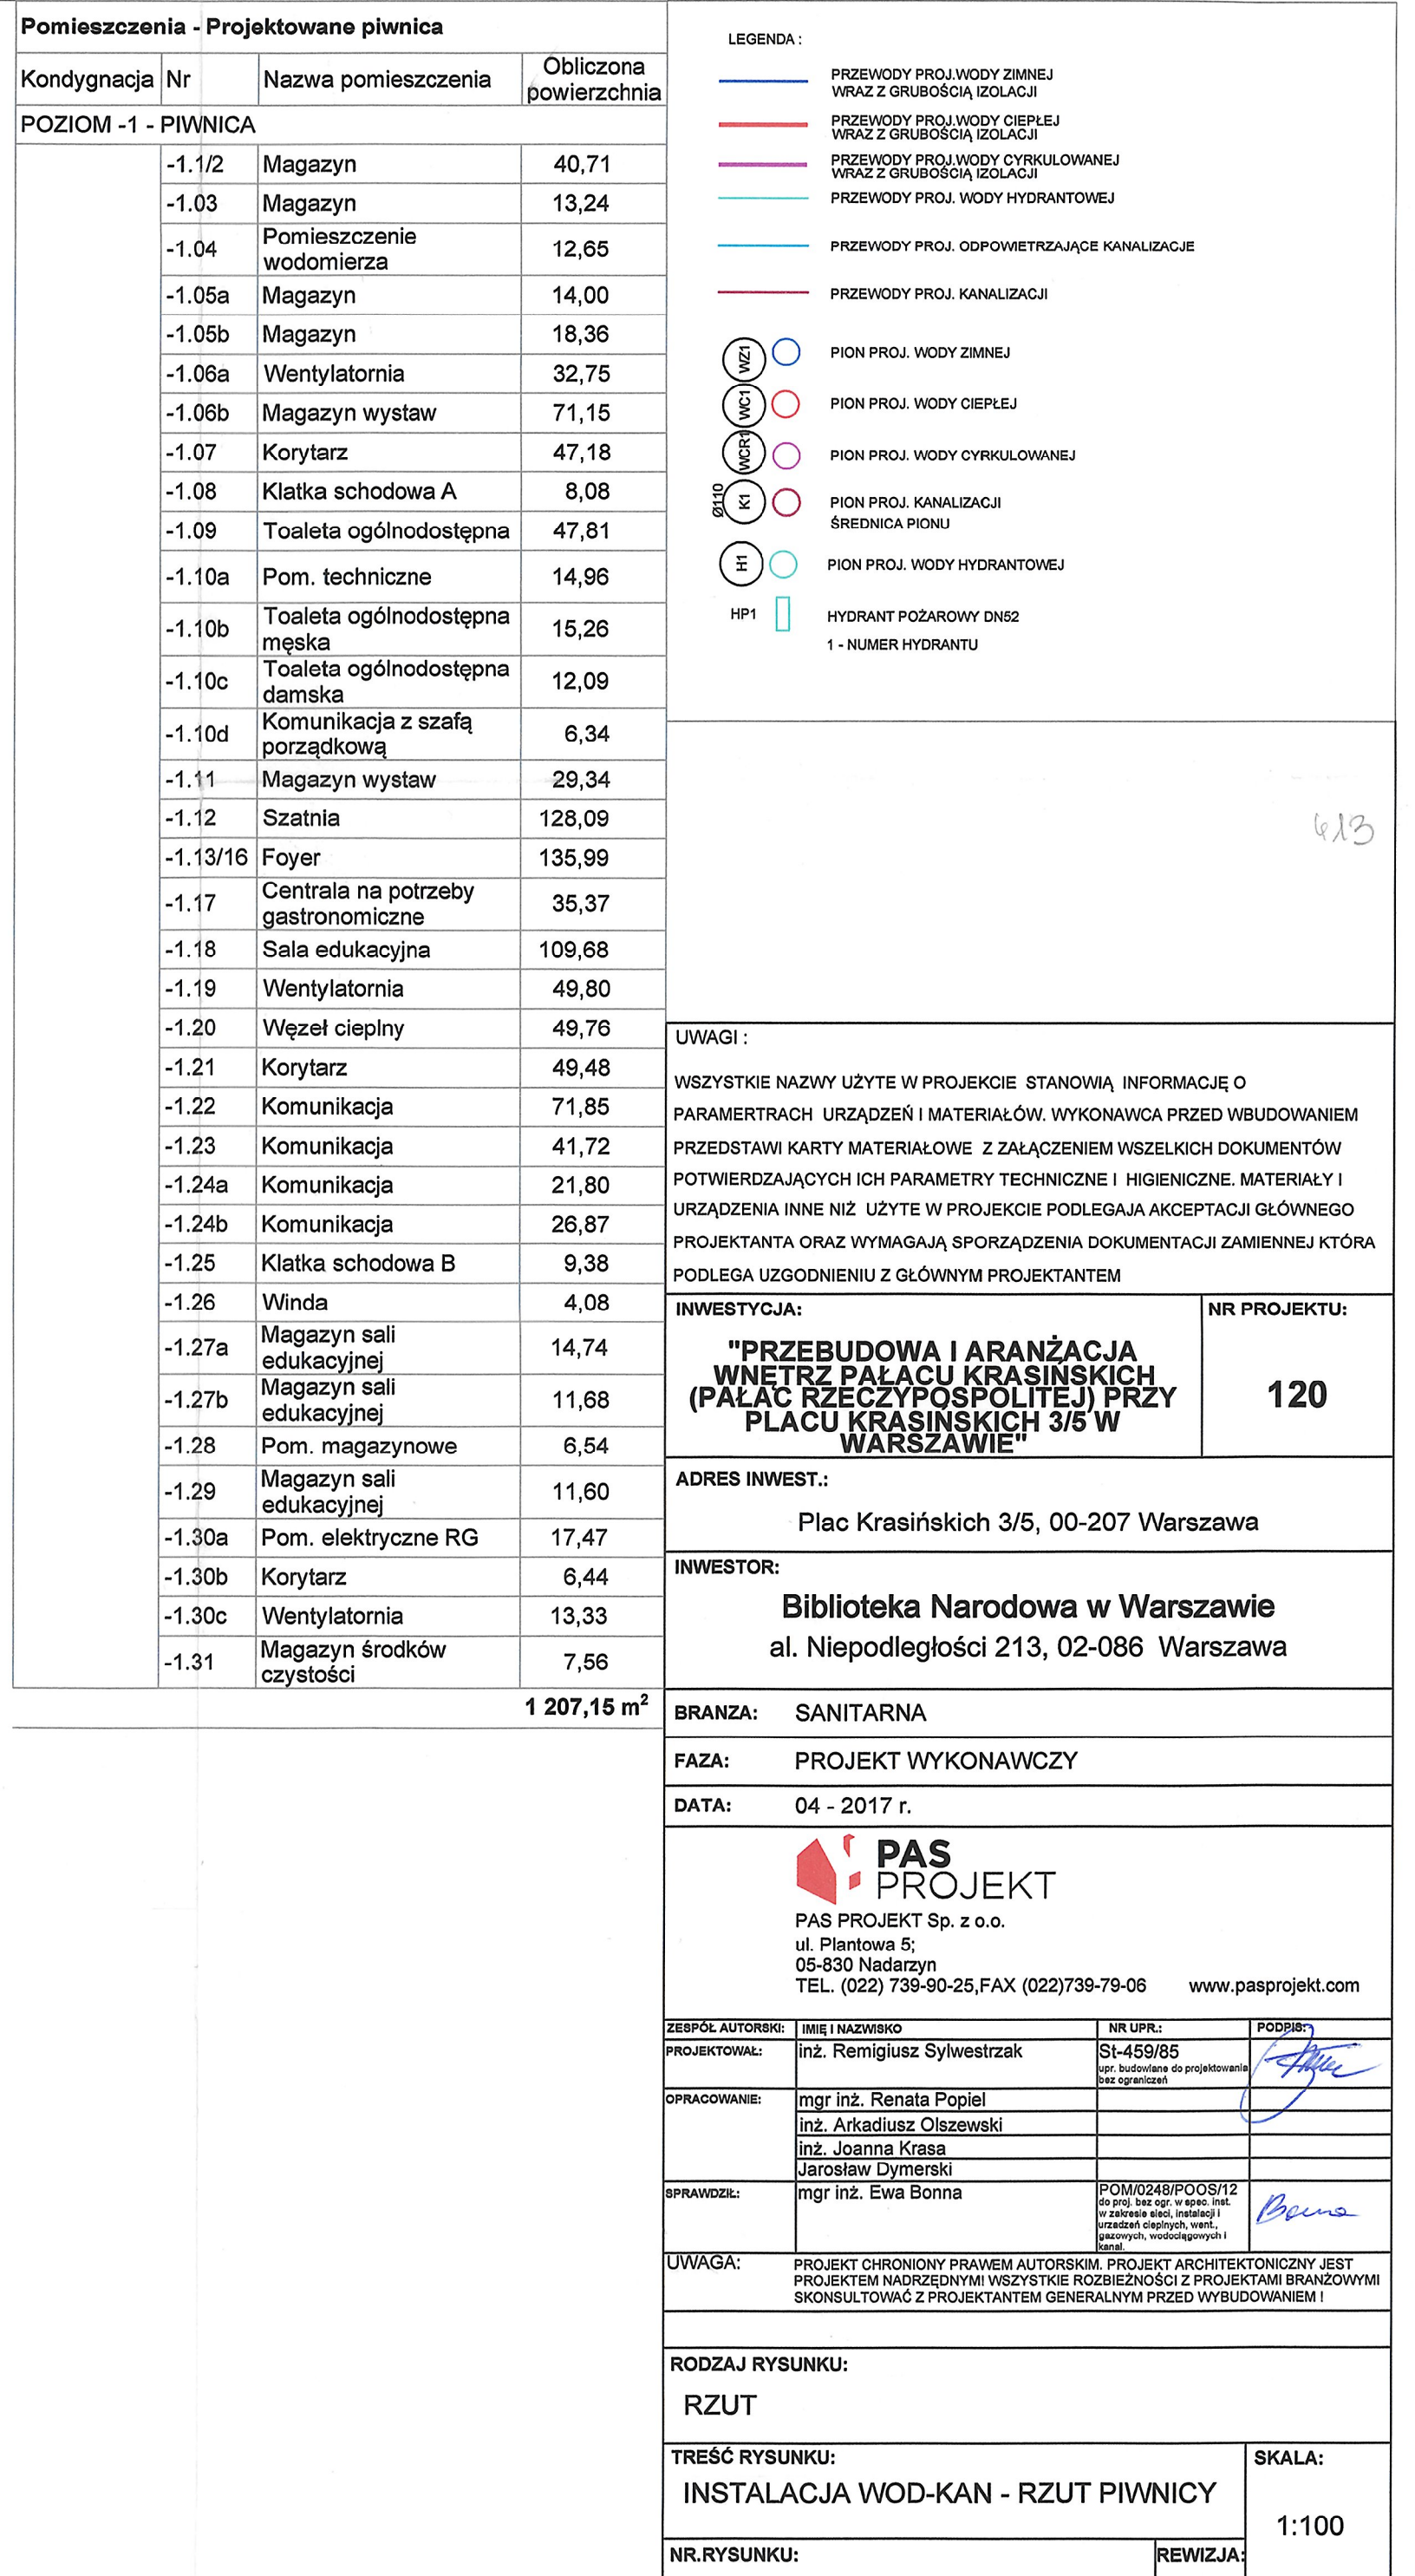 Pomieszczenia - Projektowane piwnica
Kondygnacja Nr Nazwa pomieszczenia Obliczona powierzchnia
POZIOM -1 - PIWNICA
-1.1/2 Magazyn 40,71
-1.03 Magazyn 13,24
-1.04 Pomieszczenie wodomierza 12,65
-1.05a Magazyn 14,00
-1.05b Magazyn 18,36
-1.06a Wentylatornia 32,75
-1.06b Magazyn wystaw 71,15
-1.07 Korytarz 47,18
-1.08 Klatka schodowa A 8,08
-1.09 Toaleta ogólnodostępna 47,81
-1.10a Pom. techniczne 14,96
-1.10b Toaleta ogólnodostępna męska 15,26
-1.10c Toaleta ogólnodostępna damska 12,09
-1.10d Komunikacja z szafą porządkową 6,34
-1.11 Magazyn wystaw 29,34
-1.12 Szatnia 128,09
-1.13/16 Foyer 135,99
-1.17 Centrala na potrzeby gastronomiczne 35,37
-1.18 Sala edukacyjna 109,68
-1.19 Wentylatornia 49,80
-1.20 Węzeł cieplny 49,76
-1.21 Korytarz 49,48
-1.22 Komunikacja 71,85
-1.23 Komunikacja 41,72
-1.24a Komunikacja 21,80
-1.24b Komunikacja 26,87
-1.25 Klatka schodowa B 9,38
-1.26 Winda 4,08
-1.27a Magazyn sali edukacyjnej 14,74
-1.27b Magazyn sali edukacyjnej 11,68
-1.28 Pom. magazynowe 6,54
-1.29 Magazyn sali edukacyjnej 11,60
-1.30a Pom. elektryczne RG 17,47
-1.30b Korytarz 6,44
-1.30c Wentylatornia 13,33
-1.31 Magazyn środków czystości 7,56
1 207,15 m²
LEGENDA :
PRZEWODY PROJ.WODY ZIMNEJ
WRAZ Z GRUBOŚCIĄ IZOLACJI
PRZEWODY PROJ.WODY CIEPŁEJ
WRAZ Z GRUBOŚCIĄ IZOLACJI
PRZEWODY PROJ.WODY CYRKULOWANEJ
WRAZ Z GRUBOŚCIĄ IZOLACJI
PRZEWODY PROJ. WODY HYDRANTOWEJ
PRZEWODY PROJ. ODPOWIETRZAJĄCE KANALIZACJE
PRZEWODY PROJ. KANALIZACJI
WZ1 PION PROJ. WODY ZIMNEJ
WC1 PION PROJ. WODY CIEPŁEJ
WCR1 PION PROJ. WODY CYRKULOWANEJ
Ø110 K1 PION PROJ. KANALIZACJI
ŚREDNICA PIONU
H1 PION PROJ. WODY HYDRANTOWEJ
HP1 HYDRANT POŻAROWY DN52
1 - NUMER HYDRANTU
613
UWAGI :
WSZYSTKIE NAZWY UŻYTE W PROJEKCIE STANOWIĄ INFORMACJĘ O
PARAMERTRACH URZĄDZEŃ I MATERIAŁÓW. WYKONAWCA PRZED WBUDOWANIEM
PRZEDSTAWI KARTY MATERIAŁOWE Z ZAŁĄCZENIEM WSZELKICH DOKUMENTÓW
POTWIERDZAJĄCYCH ICH PARAMETRY TECHNICZNE I HIGIENICZNE. MATERIAŁY I
URZĄDZENIA INNE NIŻ UŻYTE W PROJEKCIE PODLEGAJA AKCEPTACJI GŁÓWNEGO
PROJEKTANTA ORAZ WYMAGAJĄ SPORZĄDZENIA DOKUMENTACJI ZAMIENNEJ KTÓRA
PODLEGA UZGODNIENIU Z GŁÓWNYM PROJEKTANTEM
INWESTYCJA: NR PROJEKTU:
"PRZEBUDOWA I ARANŻACJA
WNĘTRZ PAŁACU KRASIŃSKICH
(PAŁAC RZECZYPOSPOLITEJ) PRZY
PLACU KRASIŃSKICH 3/5 W
WARSZAWIE"
120
ADRES INWEST.:
Plac Krasińskich 3/5, 00-207 Warszawa
INWESTOR:
Biblioteka Narodowa w Warszawie
al. Niepodległości 213, 02-086 Warszawa
BRANZA: SANITARNA
FAZA: PROJEKT WYKONAWCZY
DATA: 04 - 2017 r.
PAS
PROJEKT
PAS PROJEKT Sp. z o.o.
ul. Plantowa 5;
05-830 Nadarzyn
TEL. (022) 739-90-25,FAX (022)739-79-06 www.pasprojekt.com
ZESPÓŁ AUTORSKI: IMIĘ I NAZWISKO NR UPR.: PODPIS:
PROJEKTOWAŁ: inż. Remigiusz Sylwestrzak St-459/85
upr. budowlane do projektowania
bez ograniczeń
OPRACOWANIE: mgr inż. Renata Popiel
inż. Arkadiusz Olszewski
inż. Joanna Krasa
Jarosław Dymerski
SPRAWDZIŁ: mgr inż. Ewa Bonna POM/0248/POOS/12
do proj. bez ogr. w spec. inst.
w zakresie sieci, instalacji i
urzadzeń cieplnych, went.,
gazowych, wodociągowych i
kanal.
Bonna
UWAGA: PROJEKT CHRONIONY PRAWEM AUTORSKIM. PROJEKT ARCHITEKTONICZNY JEST
PROJEKTEM NADRZĘDNYM! WSZYSTKIE ROZBIEŻNOŚCI Z PROJEKTAMI BRANŻOWYMI
SKONSULTOWAĆ Z PROJEKTANTEM GENERALNYM PRZED WYBUDOWANIEM !
RODZAJ RYSUNKU:
RZUT
TREŚĆ RYSUNKU: SKALA:
INSTALACJA WOD-KAN - RZUT PIWNICY
1:100
NR.RYSUNKU: REWIZJA: